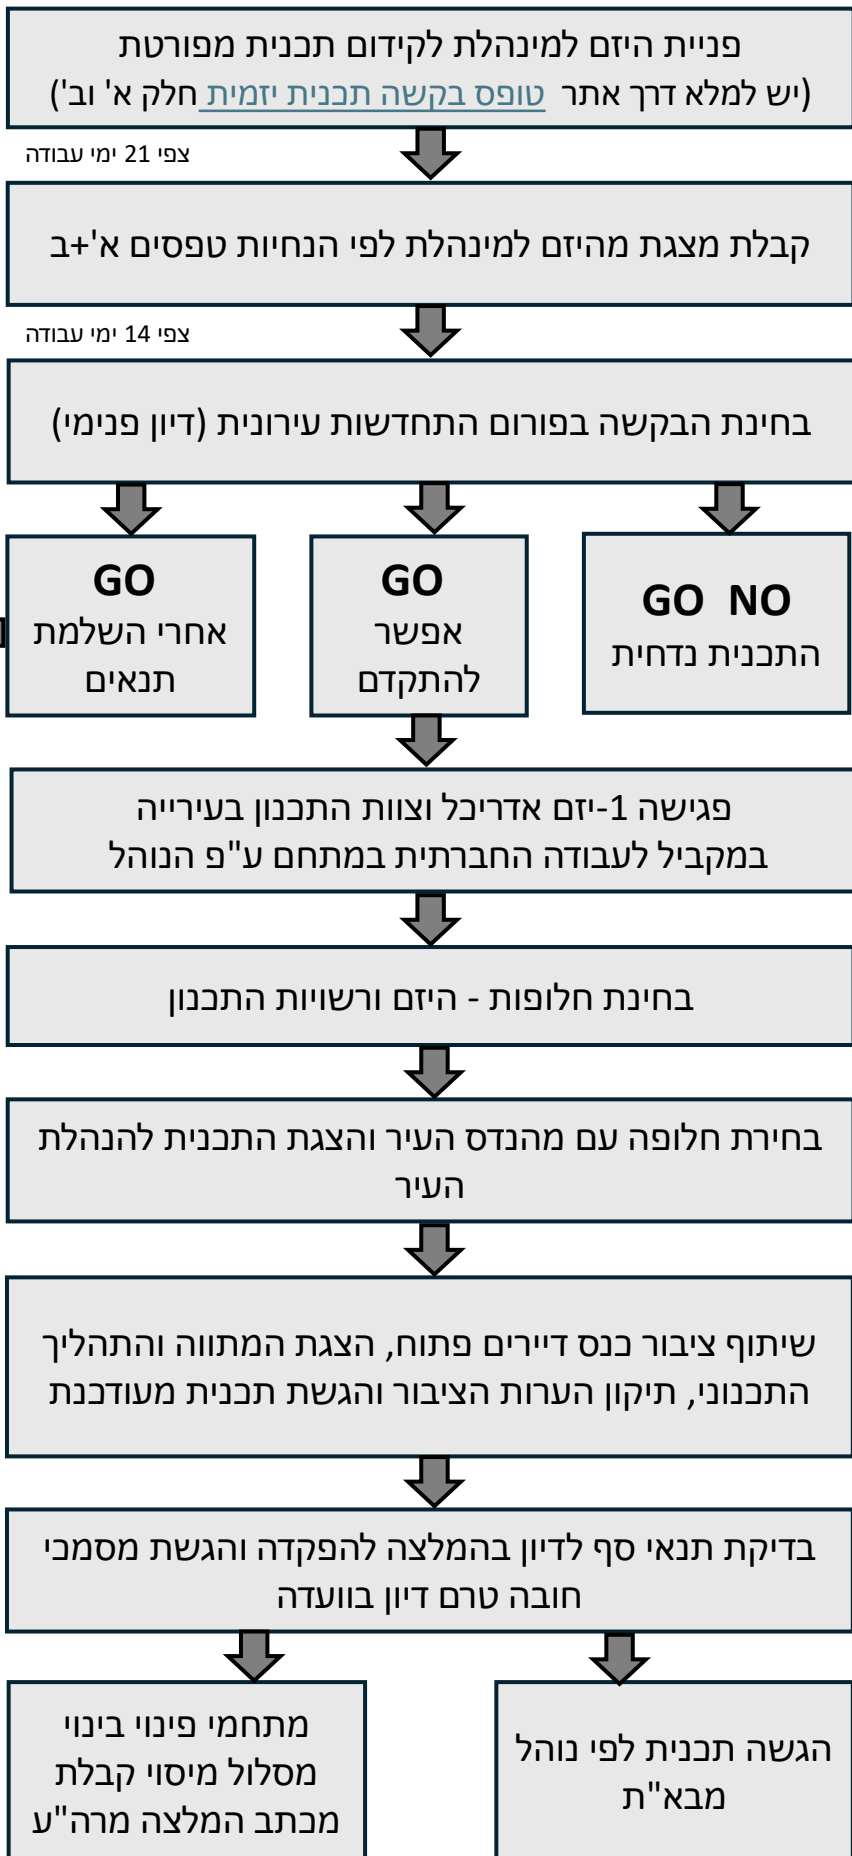 פניית היזם למינהלת לקידום תכנית מפורטת
(יש למלא דרך אתר טופס בקשה תכנית יזמית חלק א' וב')
צפי 21 ימי עבודה
קבלת מצגת מהיזם למינהלת לפי הנחיות טפסים א'+ב
צפי 14 ימי עבודה
בחינת הבקשה בפורום התחדשות עירונית (דיון פנימי)
GO NO
התכנית נדחית
GO
אפשר
להתקדם
GO
אחרי השלמת
תנאים
פגישה 1-יזם אדריכל וצוות התכנון בעירייה
במקביל לעבודה החברתית במתחם ע"פ הנוהל
בחינת חלופות - היזם ורשויות התכנון
בחירת חלופה עם מהנדס העיר והצגת התכנית להנהלת
העיר
שיתוף ציבור כנס דיירים פתוח, הצגת המתווה והתהליך
התכנוני, תיקון הערות הציבור והגשת תכנית מעודכנת
בדיקת תנאי סף לדיון בהמלצה להפקדה והגשת מסמכי
חובה טרם דיון בוועדה
הגשה תכנית לפי נוהל
מבא"ת
מתחמי פינוי בינוי
מסלול מיסוי קבלת
מכתב המלצה מרה"ע